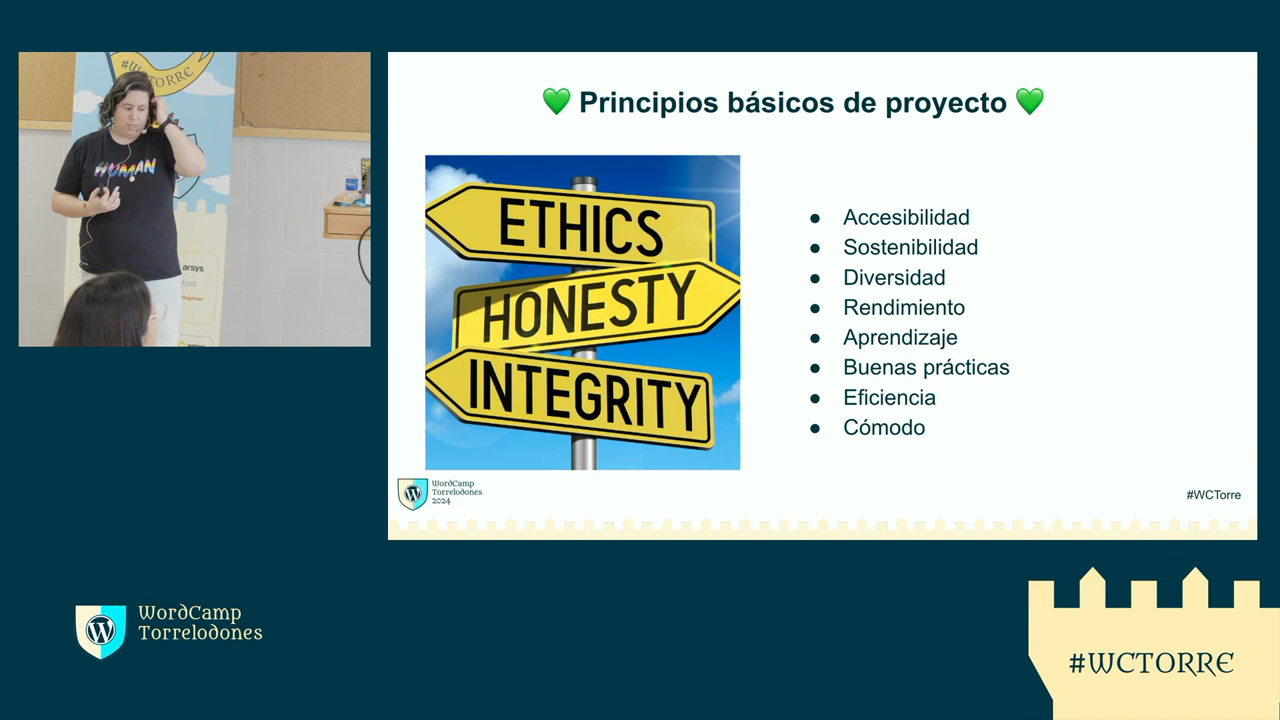 #WCTORRE
HUMAN
arsys
host
💚 Principios básicos de proyecto 💚
ETHICS
HONESTY
INTEGRITY
● Accesibilidad
● Sostenibilidad
● Diversidad
● Rendimiento
● Aprendizaje
● Buenas prácticas
● Eficiencia
● Cómodo
WordCamp
Torrelodones
2024
#WCTorre
WordCamp
Torrelodones
#WCTORRE